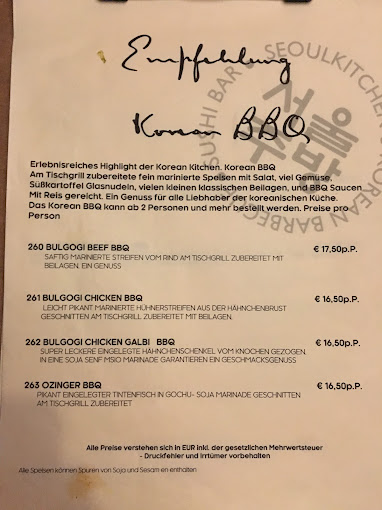 Empfehlung
SUSHI BAR & SEOULKITCHEN KOREAN BARBECUE
서울
Korean BBQ
Erlebnisreiches Highlight der Korean Kitchen. Korean BBQ
Am Tischgrill zubereitete fein marinierte Speisen mit Salat, viel Gemüse,
Süßkartoffel Glasnudeln, vielen kleinen klassischen Beilagen, und BBQ Saucen
Mit Reis gereicht. Ein Genuss für alle Liebhaber der koreanischen Küche.
Das Korean BBQ kann ab 2 Personen und mehr bestellt werden. Preise pro
Person
260 BULGOGI BEEF BBQ € 17,50p.P.
SAFTIG MARINIERTE STREIFEN VOM RIND AM TISCHGRILL ZUBEREITET MIT
BEILAGEN. EIN GENUSS
261 BULGOGI CHICKEN BBQ € 16,50p.P.
LEICHT PIKANT MARINIERTE HÜHNERSTREIFEN AUS DER HÄHNCHENBRUST
GESCHNITTEN AM TISCHGRILL ZUBEREITET MIT BEILAGEN.
262 BULGOGI CHICKEN GALBI BBQ € 16,50p.P.
SUPER LECKERE EINGELEGTE HÄHNCHENSCHENKEL VOM KNOCHEN GEZOGEN.
IN EINE SOJA SENF MSIO MARINADE GARANTIEREN EIN GESCHMACKSGENUSS
263 OZINGER BBQ € 16,50p.P.
PIKANT EINGELEGTER TINTENFISCH IN GOCHU- SOJA MARINADE GESCHNITTEN
AM TISCHGRILL ZUBEREITET
Alle Preise verstehen sich in EUR inkl. der gesetzlichen Mehrwertsteuer
- Druckfehler und Irrtümer vorbehalten
Alle Speisen können Spuren von Soja und Sesam en enthalten